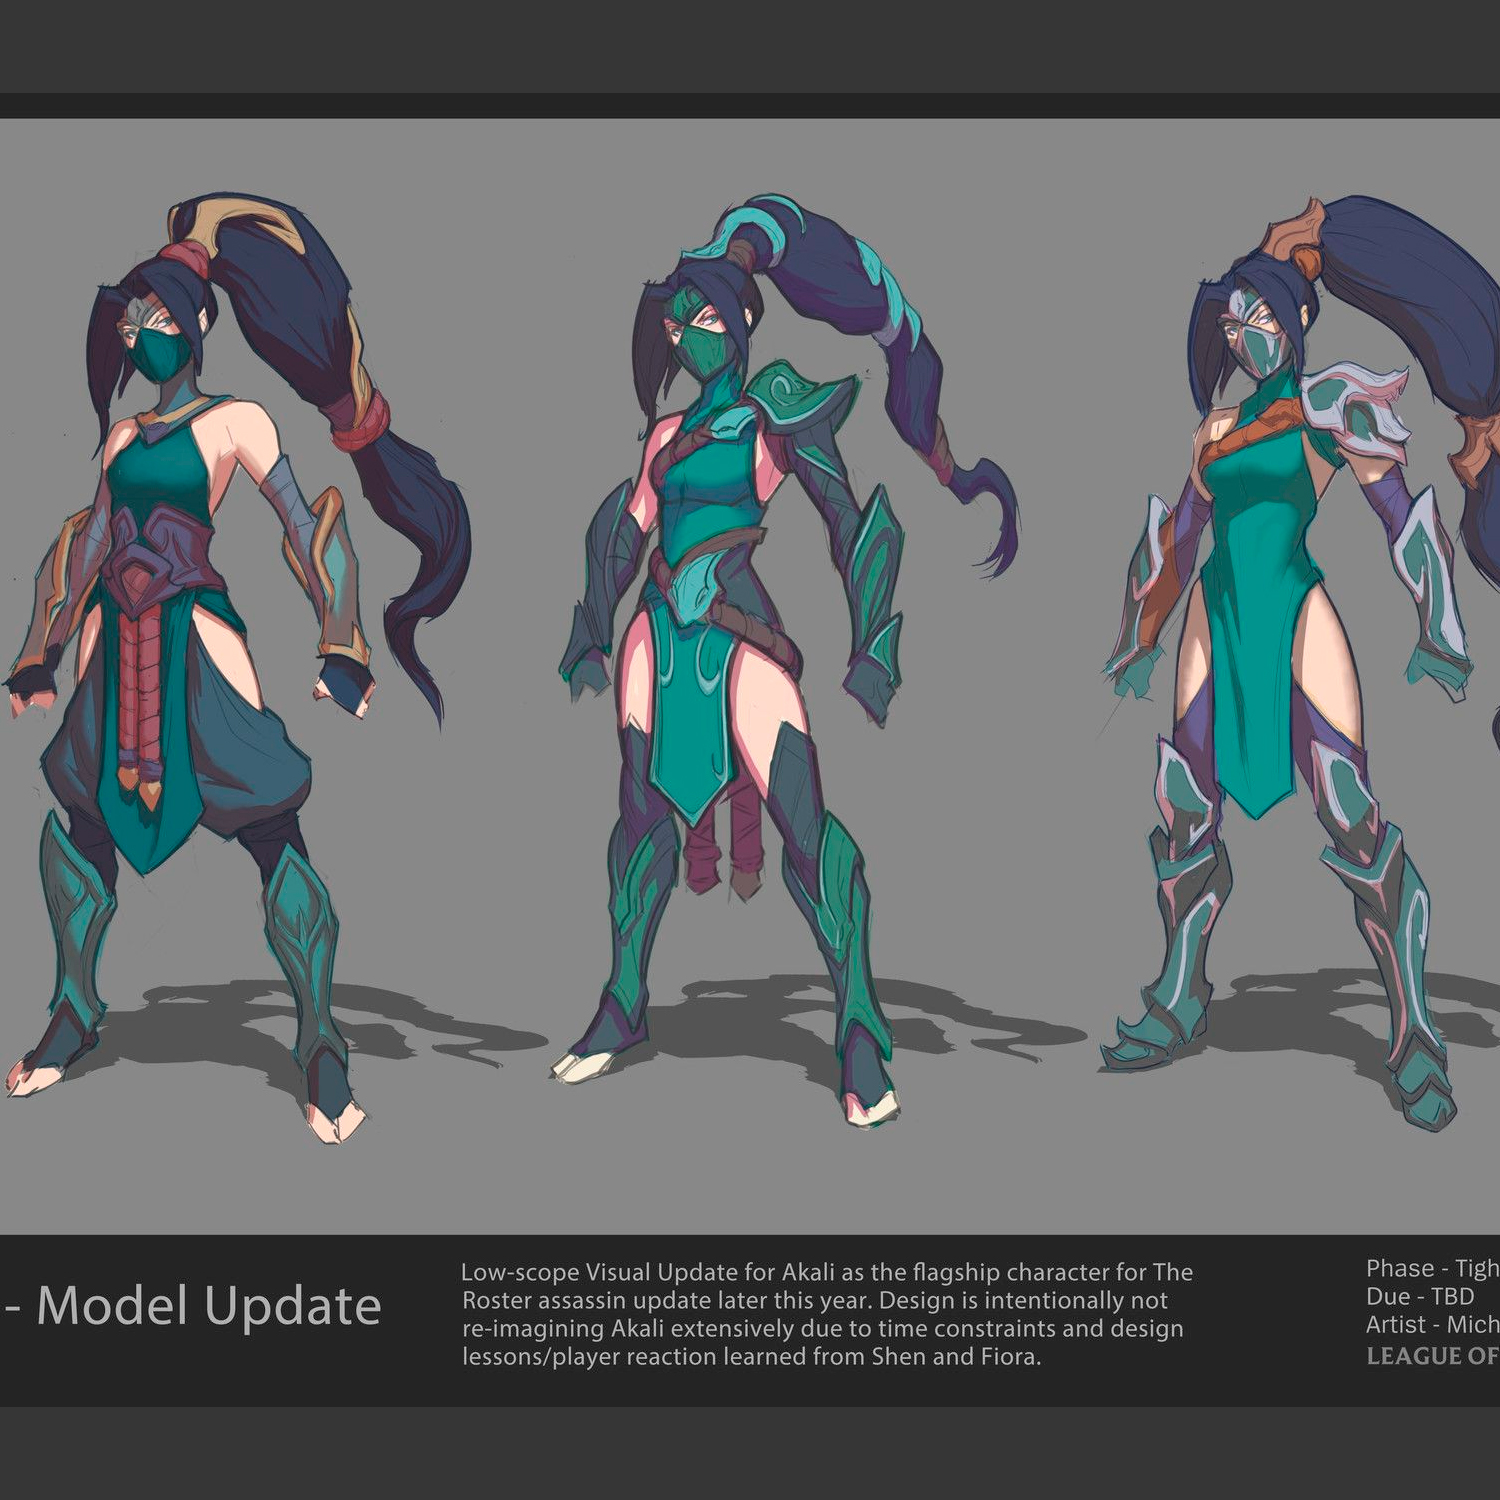 - Model Update
Low-scope Visual Update for Akali as the flagship character for The
Roster assassin update later this year. Design is intentionally not
re-imagining Akali extensively due to time constraints and design
lessons/player reaction learned from Shen and Fiora.
Phase - Tigh
Due - TBD
Artist - Mich
LEAGUE OF